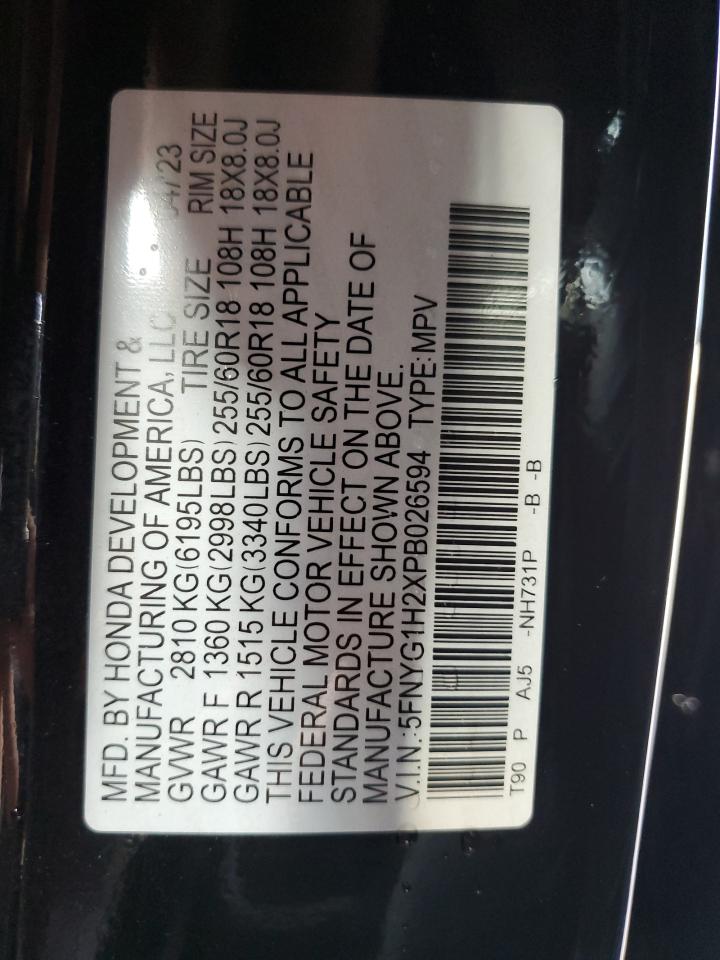 MFD. BY HONDA DEVELOPMENT &
MANUFACTURING OF AMERICA, LLC 04/23
GVWR 2810 KG(6195LBS) TIRE SIZE RIM SIZE
GAWR F 1360 KG(2998LBS) 255/60R18 108H 18X8.0J
GAWR R 1515 KG(3340LBS) 255/60R18 108H 18X8.0J
THIS VEHICLE CONFORMS TO ALL APPLICABLE
FEDERAL MOTOR VEHICLE SAFETY
STANDARDS IN EFFECT ON THE DATE OF
MANUFACTURE SHOWN ABOVE.
V.I.N.:5FNYG1H2XPB026594 TYPE:MPV
T90 P AJ5 -NH731P -B -B